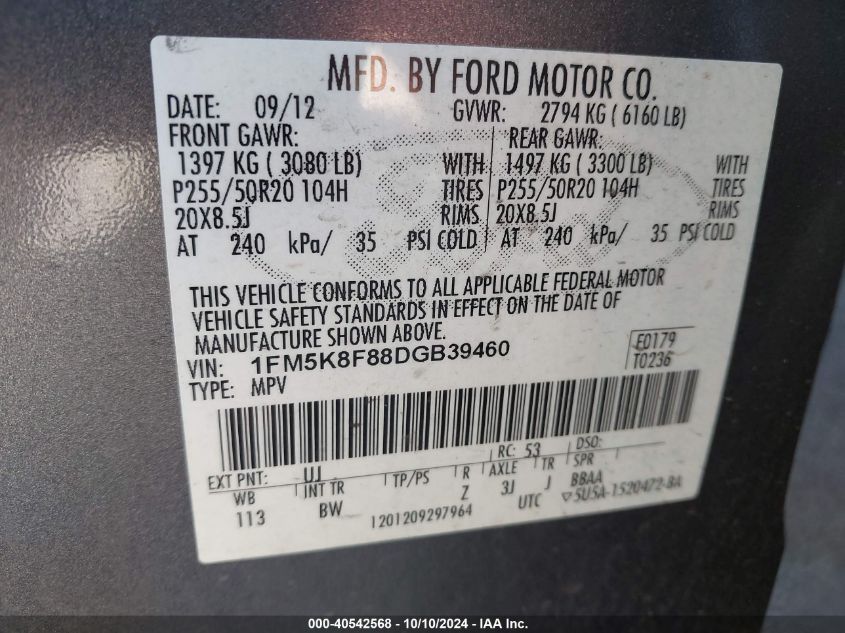 MFD. BY FORD MOTOR CO.
DATE: 09/12 GVWR: 2794 KG ( 6160 LB)
FRONT GAWR: REAR GAWR:
1397 KG ( 3080 LB) WITH 1497 KG ( 3300 LB) WITH
P255/50R20 104H TIRES P255/50R20 104H TIRES
20X8.5J RIMS 20X8.5J RIMS
AT 240 kPa/ 35 PSI COLD AT 240 kPa/ 35 PSI COLD
THIS VEHICLE CONFORMS TO ALL APPLICABLE FEDERAL MOTOR
VEHICLE SAFETY STANDARDS IN EFFECT ON THE DATE OF
MANUFACTURE SHOWN ABOVE.
VIN: 1FM5K8F88DGB39460 E0179
TYPE: MPV T0236
EXT PNT: UJ RC: 53 DSO:
WB INT TR TP/PS R AXLE TR SPR
113 BW Z 3J J BBAA
1201209297964 UTC ▽5U5A-1520472-BA
000-40542568 - 10/10/2024 - IAA Inc.